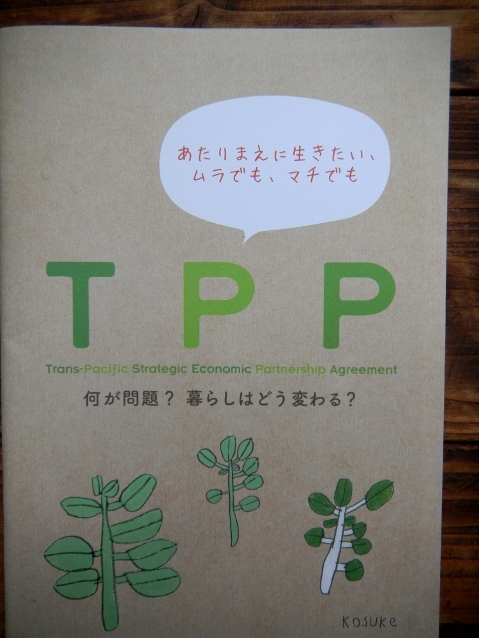 あたりまえに生きたい、
ムラでも、マチでも
TPP
Trans-Pacific Strategic Economic Partnership Agreement
何が問題？ 暮らしはどう変わる？
KOSUKe